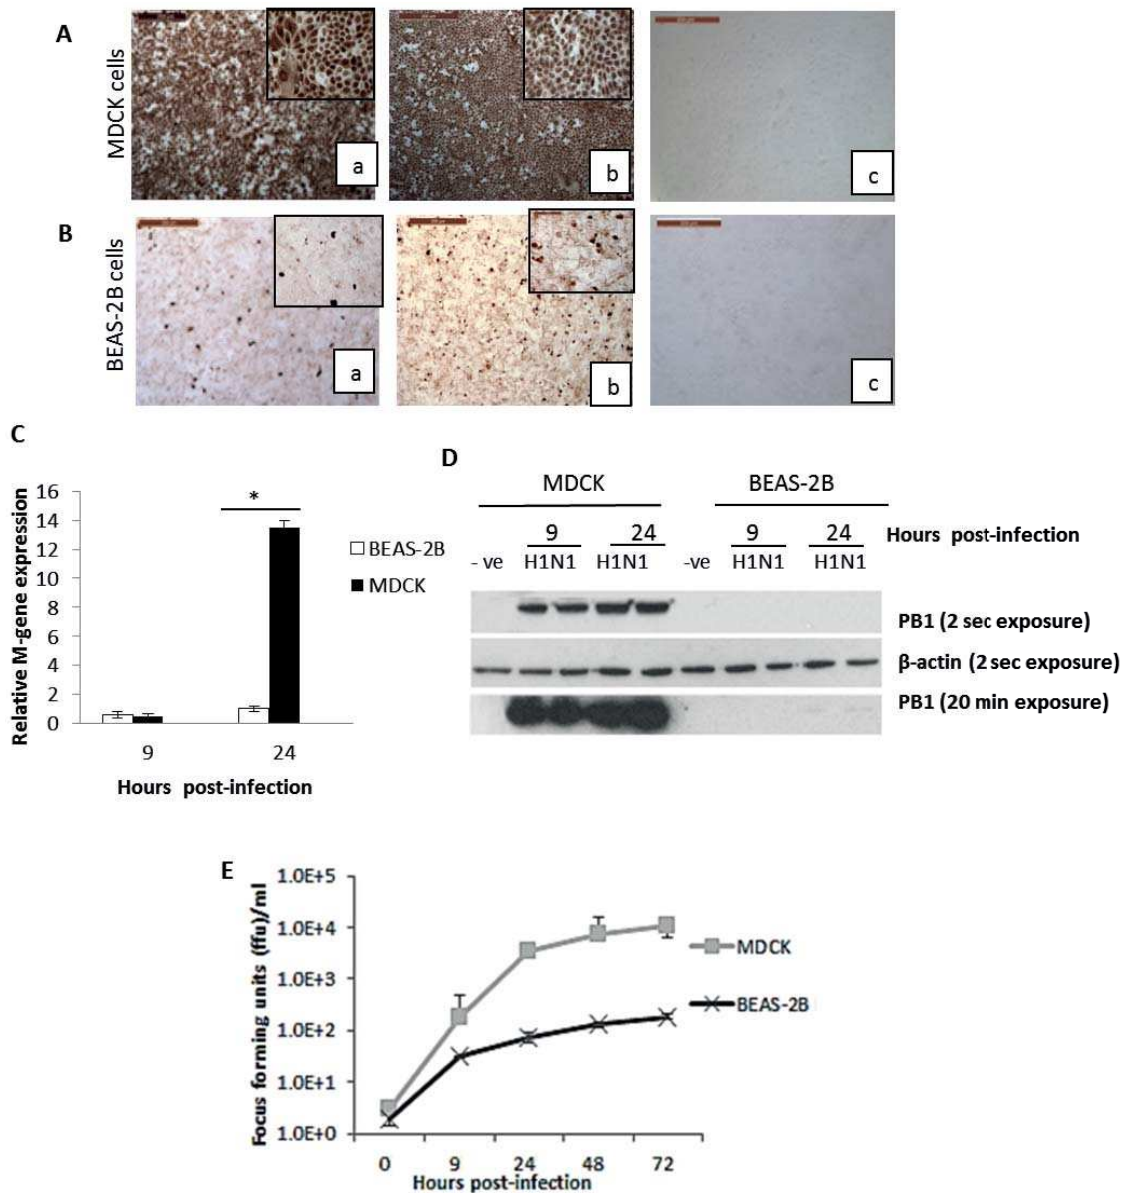 A
MDCK cells
a
b
c
B
BEAS-2B cells
a
b
c
C
Relative M-gene expression
16
14
12
10
8
6
4
2
0
*
BEAS-2B
MDCK
9 24
Hours post-infection
D
MDCK BEAS-2B
9 24 9 24 Hours post-infection
- ve H1N1 H1N1 -ve H1N1 H1N1
PB1 (2 sec exposure)
β-actin (2 sec exposure)
PB1 (20 min exposure)
E
Focus forming units (ffu)/ml
1.0E+5
1.0E+4
1.0E+3
1.0E+2
1.0E+1
1.0E+0
MDCK
BEAS-2B
0 9 24 48 72
Hours post-infection